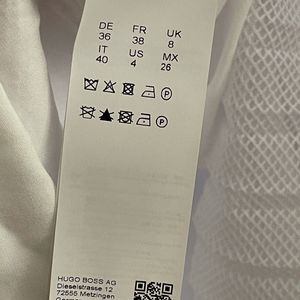 DE FR UK
36 38 8
IT US MX
40 4 26
P
P
HUGO BOSS AG
Dieselstrasse 12
72555 Metzingen